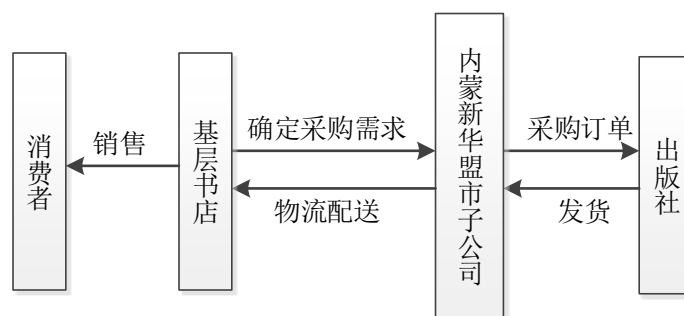 消费者
销售
基层书店
确定采购需求
物流配送
内蒙新华盟市子公司
采购订单
发货
出版社